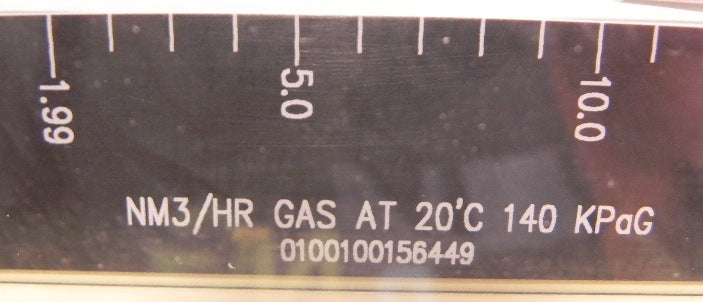 1.99
5.0
10.0
NM3/HR GAS AT 20'C 140 KPaG
0100100156449